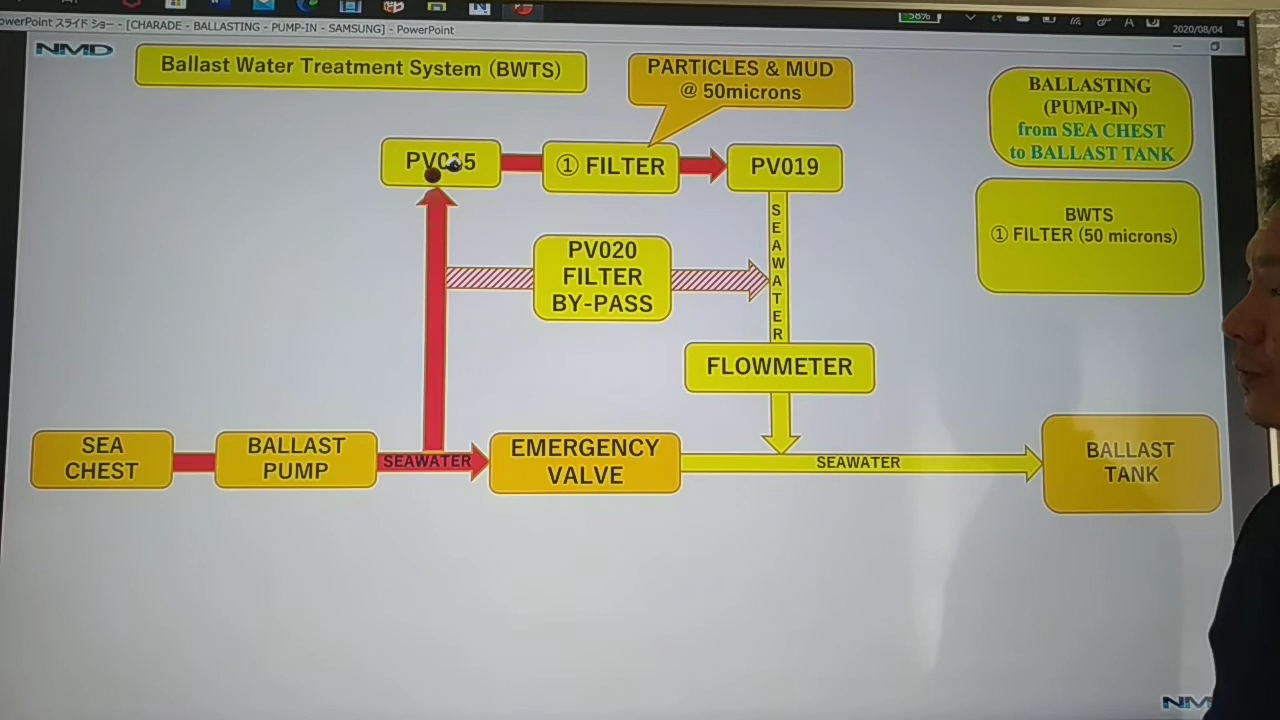 PowerPoint スライド ショー - [CHARADE - BALLASTING - PUMP-IN - SAMSUNG] - PowerPoint
58%
A
2020/08/04
NMD
Ballast Water Treatment System (BWTS)
PARTICLES & MUD
@ 50microns
BALLASTING
(PUMP-IN)
from SEA CHEST
to BALLAST TANK
PV015
① FILTER
PV019
BWTS
① FILTER (50 microns)
PV020
FILTER
BY-PASS
SEAWATER
FLOWMETER
SEA
CHEST
BALLAST
PUMP
SEAWATER
EMERGENCY
VALVE
SEAWATER
BALLAST
TANK
NM